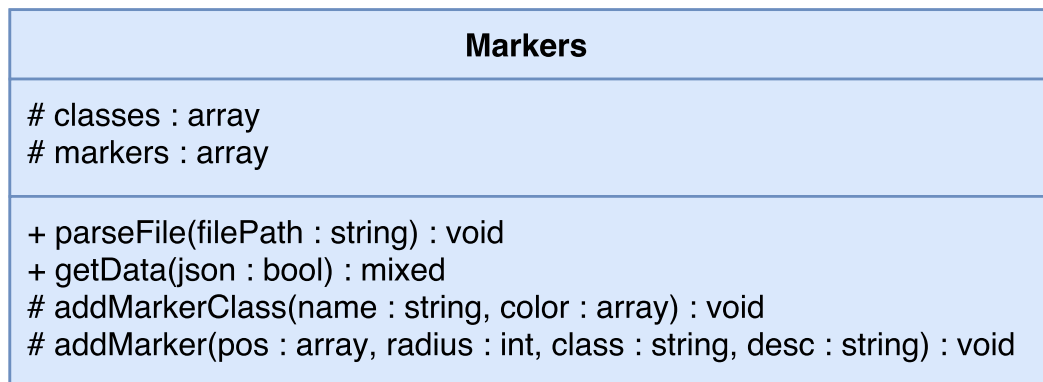 Markers
# classes : array
# markers : array
+ parseFile(filePath : string) : void
+ getData(json : bool) : mixed
# addMarkerClass(name : string, color : array) : void
# addMarker(pos : array, radius : int, class : string, desc : string) : void